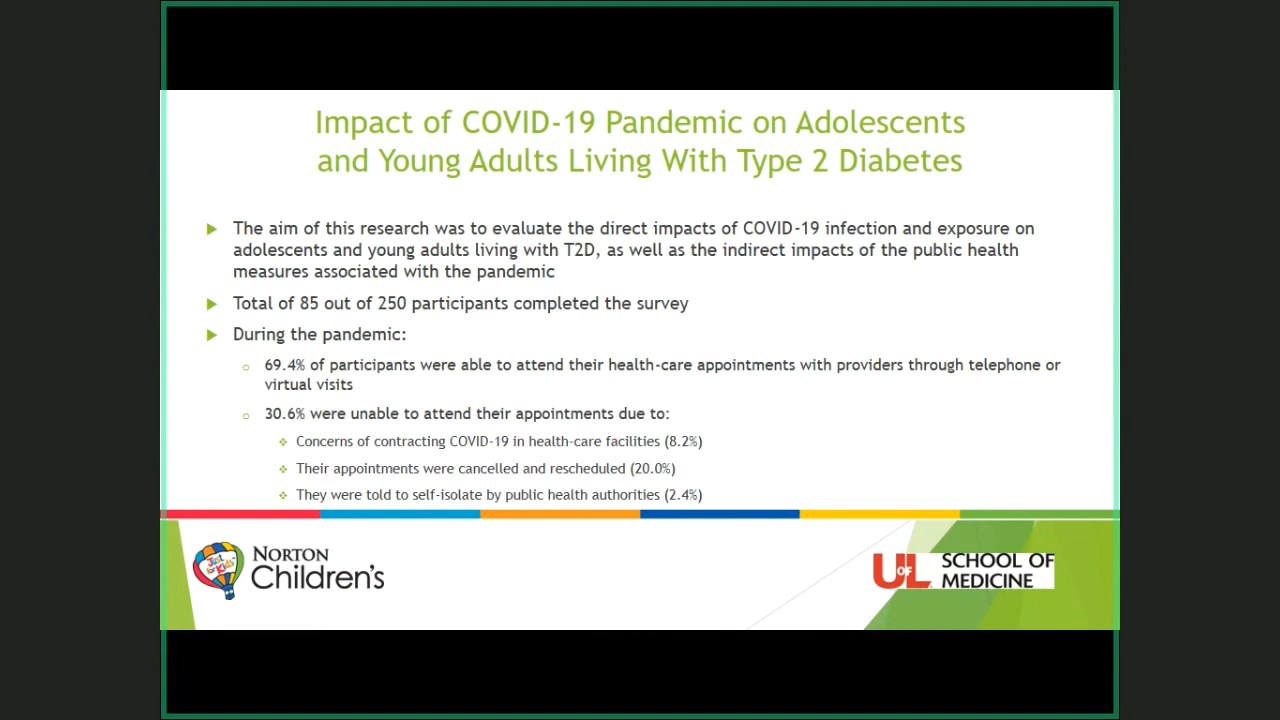 Impact of COVID-19 Pandemic on Adolescents
and Young Adults Living With Type 2 Diabetes
The aim of this research was to evaluate the direct impacts of COVID-19 infection and exposure on
adolescents and young adults living with T2D, as well as the indirect impacts of the public health
measures associated with the pandemic
Total of 85 out of 250 participants completed the survey
During the pandemic:
69.4% of participants were able to attend their health-care appointments with providers through telephone or
virtual visits
30.6% were unable to attend their appointments due to:
Concerns of contracting COVID-19 in health-care facilities (8.2%)
Their appointments were cancelled and rescheduled (20.0%)
They were told to self-isolate by public health authorities (2.4%)
Just for Kids
NORTON
Children's
UOFL SCHOOL OF
MEDICINE